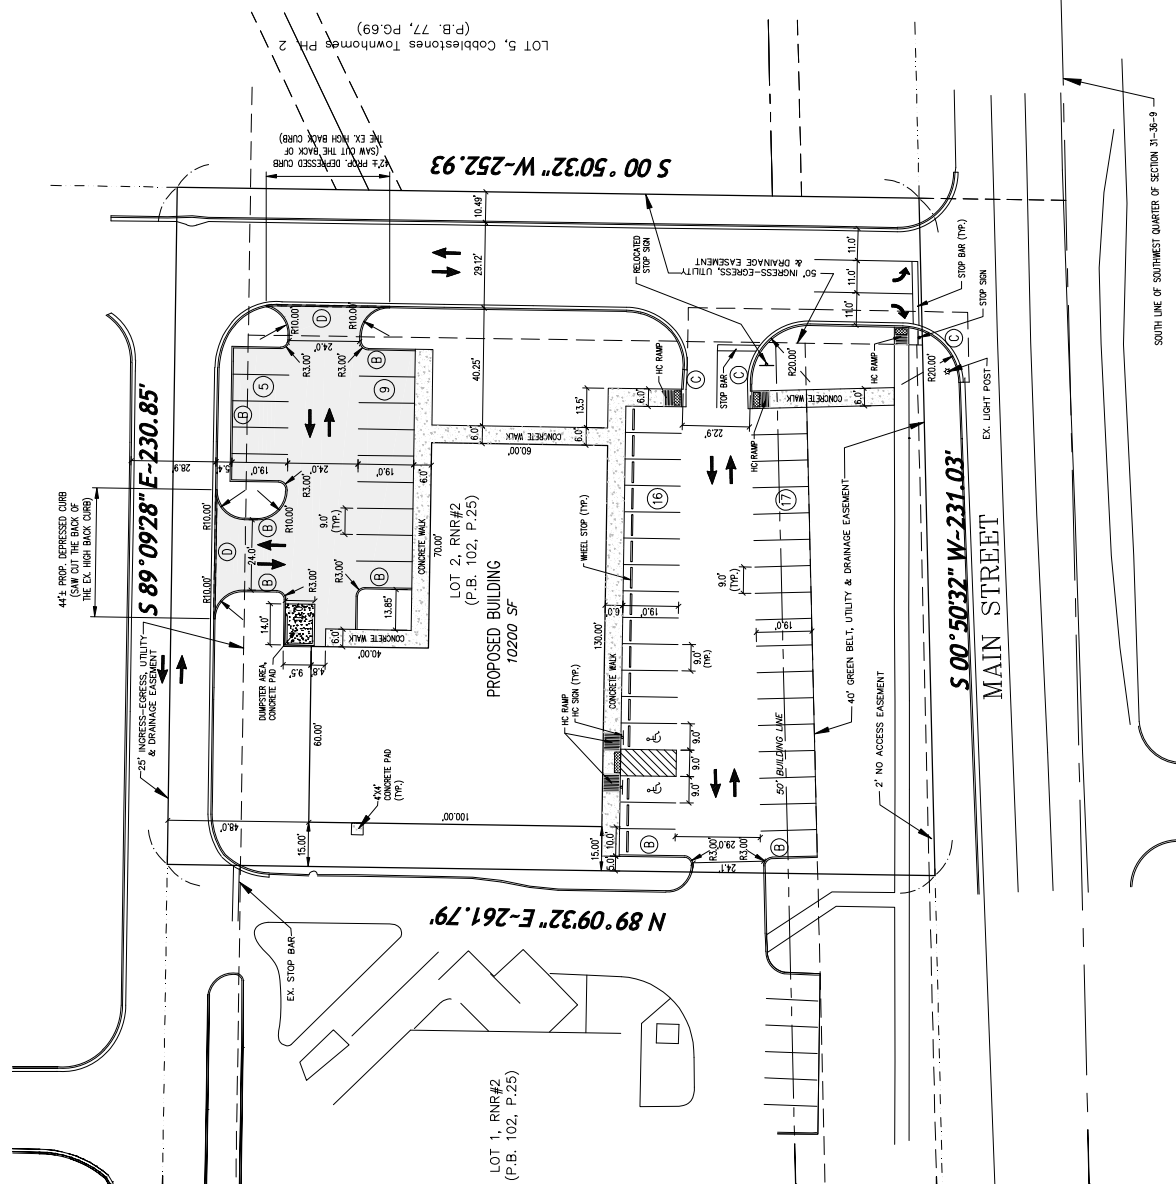 LOT 5, Cobblestones Townhomes PH. 2
(P.B. 77, PG.69)
42'± PROP. DEPRESSED CURB
(SAW CUT THE BACK OF
THE EX. HIGH BACK CURB)
S 00°50'32" W~252.93
SOUTH LINE OF SOUTHWEST QUARTER OF SECTION 31-36-9
10.49'
29.12'
RELOCATED
STOP SIGN
50' INGRESS-EGRESS, UTILITY
& DRAINAGE EASEMENT
11.0'
11.0'
11.0'
STOP BAR (TYP.)
STOP SIGN
R10.00'
D
R10.00'
24.0'
R3.00'
R3.00'
B
5
9
B
40.25'
HC RAMP
C
C
STOP BAR
R20.00'
HC RAMP
R20.00'
C
EX. LIGHT POST
13.5'
6.0'
6.0'
6.0'
CONCRETE WALK
60.00'
22.9'
HC RAMP
CONCRETE WALK
6.0'
S 89°09'28" E~230.85'
28.9'
5.4'
19.0'
24.0'
19.0'
6.0'
44'± PROP. DEPRESSED CURB
(SAW CUT THE BACK OF
THE EX. HIGH BACK CURB)
R10.00'
R10.00'
R3.00'
B
D
24.0'
B
9.0'
(TYP.)
R10.00'
R3.00'
R3.00'
B
CONCRETE WALK
70.00'
LOT 2, RNR#2
(P.B. 102, P.25)
PROPOSED BUILDING
10200 SF
WHEEL STOP (TYP.)
16
17
9.0'
(TYP.)
40' GREEN BELT, UTILITY & DRAINAGE EASEMENT
S 00°50'32" W~231.03'
MAIN STREET
14.0'
13.85'
6.0'
CONCRETE WALK
40.00'
9.5'
4.8'
DUMPSTER AREA,
CONCRETE PAD
60.00'
6.0'
19.0'
19.0'
130.00'
CONCRETE WALK
9.0'
(TYP.)
25' INGRESS-EGRESS, UTILITY
& DRAINAGE EASEMENT
HC RAMP
HC SIGN (TYP.)
9.0'
9.0'
9.0'
50' BUILDING LINE
2' NO ACCESS EASEMENT
4'X4'
CONCRETE PAD
(TYP.)
100.00'
48.0'
15.00'
15.00'
10.0'
5.0'
B
29.0'
R3.00'
R3.00'
B
24.1'
N 89°09'32" E~261.79'
EX. STOP BAR
LOT 1, RNR#2
(P.B. 102, P.25)